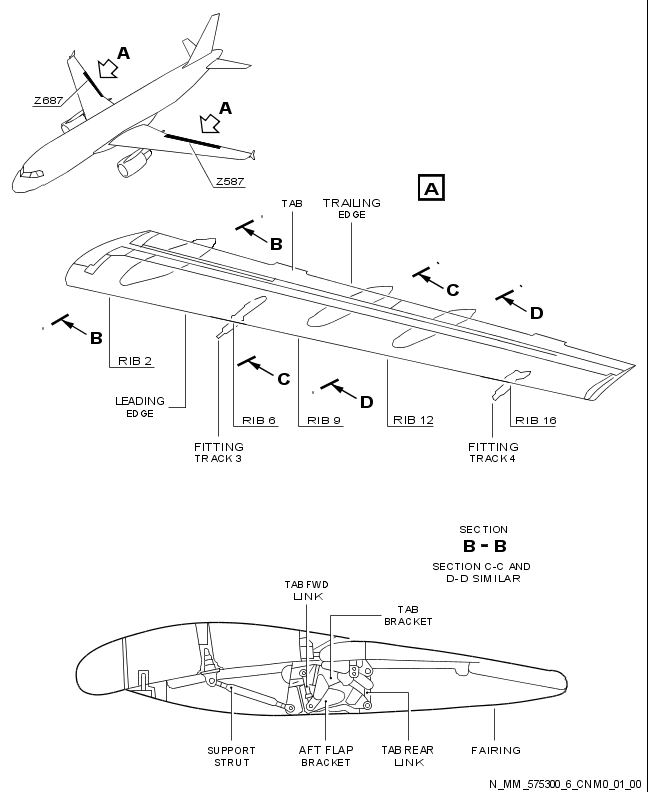 A
Z687
A
Z587
A
TAB
TRAILING
EDGE
B
C
D
B
RIB 2
LEADING
EDGE
C
D
RIB 6
RIB 9
RIB 12
RIB 16
FITTING
TRACK 3
FITTING
TRACK 4
SECTION
B - B
SECTION C-C AND
D-D SIMILAR
TAB FWD
LINK
TAB
BRACKET
SUPPORT
STRUT
AFT FLAP
BRACKET
TAB REAR
LINK
FAIRING
N_MM_575300_6_CNM0_01_00